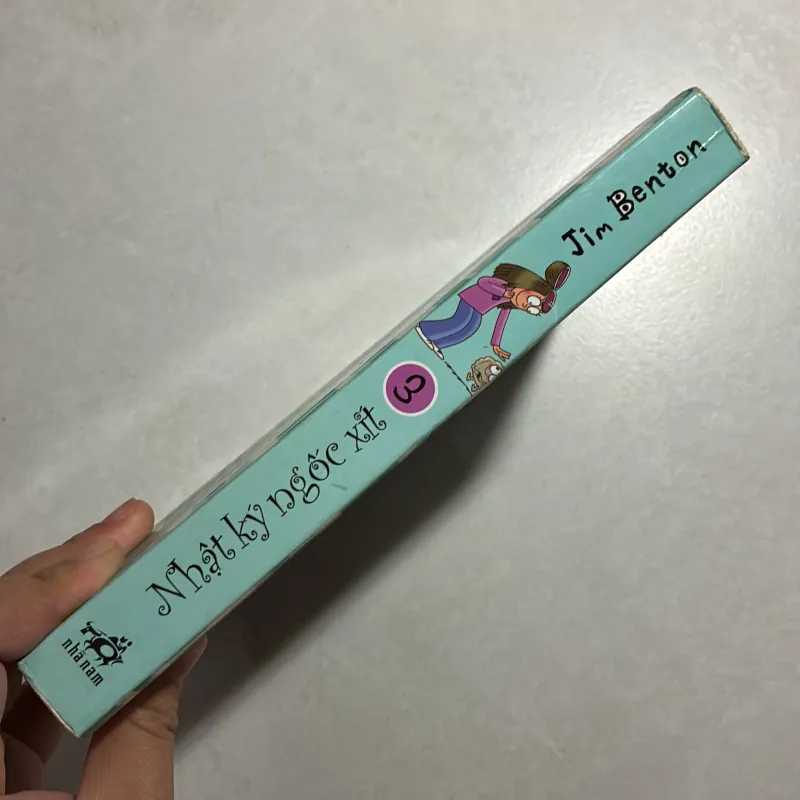 Jim Benton
3
Nhật ký ngốc xít
nhã nam